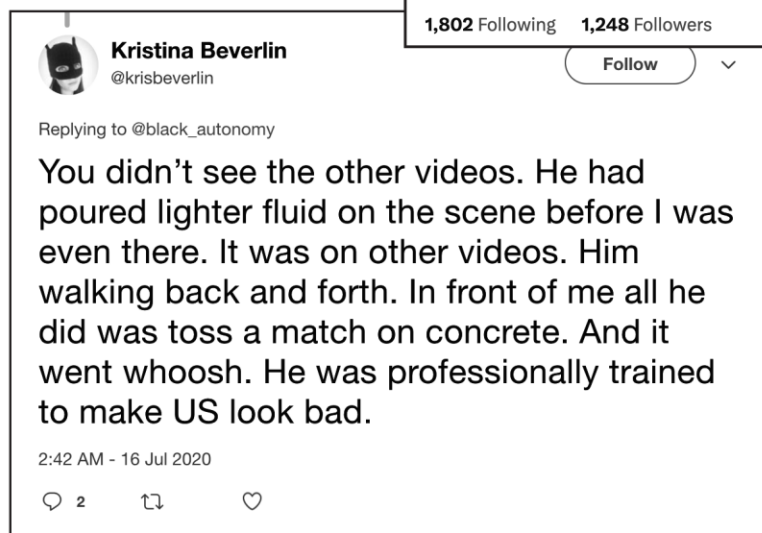 1,802 Following 1,248 Followers
Kristina Beverlin
@krisbeverlin
Follow
Replying to @black_autonomy
You didn’t see the other videos. He had
poured lighter fluid on the scene before I was
even there. It was on other videos. Him
walking back and forth. In front of me all he
did was toss a match on concrete. And it
went whoosh. He was professionally trained
to make US look bad.
2:42 AM - 16 Jul 2020
2